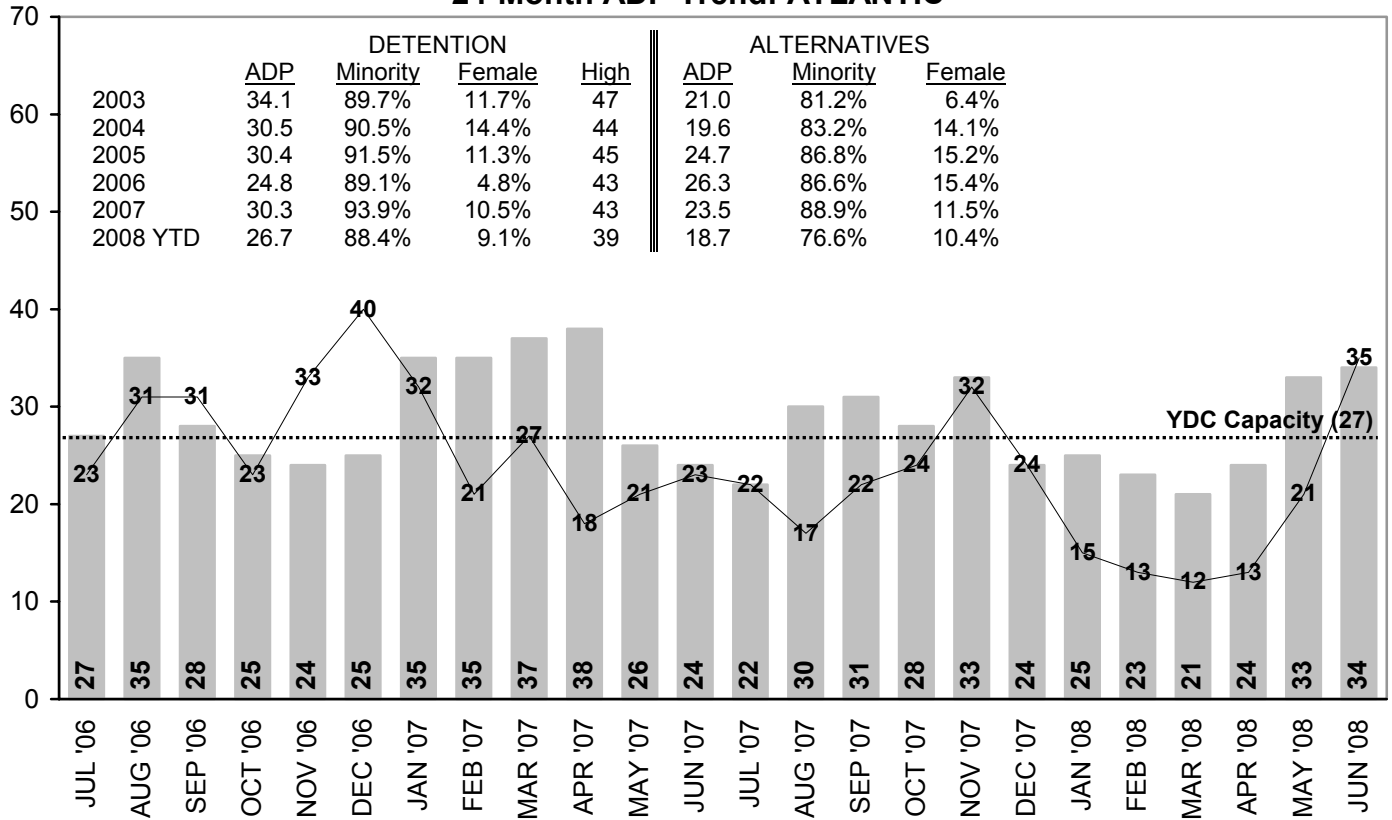 24-Month ADP Trend: ATLANTIC
DETENTION ALTERNATIVES
ADP Minority Female High ADP Minority Female
2003 34.1 89.7% 11.7% 47 21.0 81.2% 6.4%
2004 30.5 90.5% 14.4% 44 19.6 83.2% 14.1%
2005 30.4 91.5% 11.3% 45 24.7 86.8% 15.2%
2006 24.8 89.1% 4.8% 43 26.3 86.6% 15.4%
2007 30.3 93.9% 10.5% 43 23.5 88.9% 11.5%
2008 YTD 26.7 88.4% 9.1% 39 18.7 76.6% 10.4%
70
60
50
40
30
20
10
0
YDC Capacity (27)
23 31 31 23 33 40 32 21 27 18 21 23 22 17 22 24 32 24 15 13 12 13 21 35
27 35 28 25 24 25 35 35 37 38 26 24 22 30 31 28 33 24 25 23 21 24 33 34
JUL '06
AUG '06
SEP '06
OCT '06
NOV '06
DEC '06
JAN '07
FEB '07
MAR '07
APR '07
MAY '07
JUN '07
JUL '07
AUG '07
SEP '07
OCT '07
NOV '07
DEC '07
JAN '08
FEB '08
MAR '08
APR '08
MAY '08
JUN '08